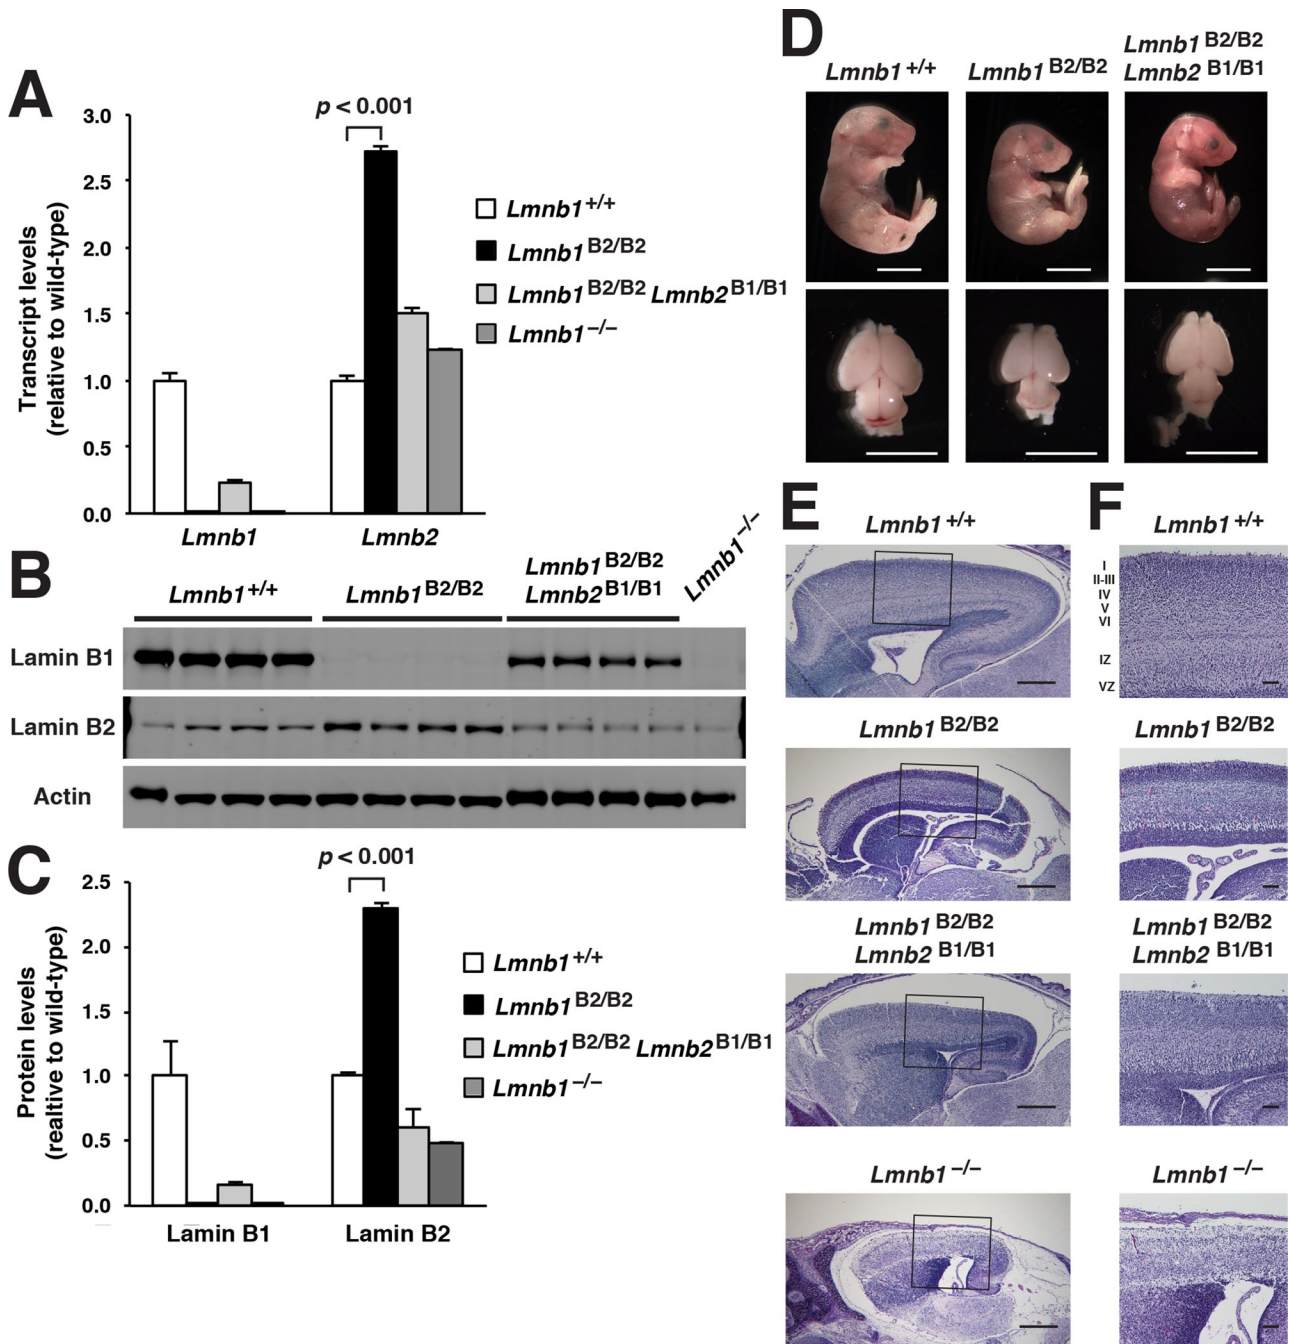 A
p < 0.001
3.0
2.5
2.0
1.5
1.0
0.5
0.0
Transcript levels
(relative to wild-type)
Lmnb1 Lmnb2
Lmnb1+/+
Lmnb1B2/B2
Lmnb1B2/B2 Lmnb2B1/B1
Lmnb1–/–
B
Lmnb1+/+
Lmnb1B2/B2
Lmnb1B2/B2
Lmnb2B1/B1
Lmnb1–/–
Lamin B1
Lamin B2
Actin
C
p < 0.001
2.5
2.0
1.5
1.0
0.5
0.0
Protein levels
(realtive to wild-type)
Lamin B1 Lamin B2
Lmnb1+/+
Lmnb1B2/B2
Lmnb1B2/B2 Lmnb2B1/B1
Lmnb1–/–
D
Lmnb1+/+
Lmnb1B2/B2
Lmnb1B2/B2
Lmnb2B1/B1
E
Lmnb1+/+
Lmnb1B2/B2
Lmnb1B2/B2
Lmnb2B1/B1
Lmnb1–/–
F
Lmnb1+/+
I
II-III
IV
V
VI
IZ
VZ
Lmnb1B2/B2
Lmnb1B2/B2
Lmnb2B1/B1
Lmnb1–/–